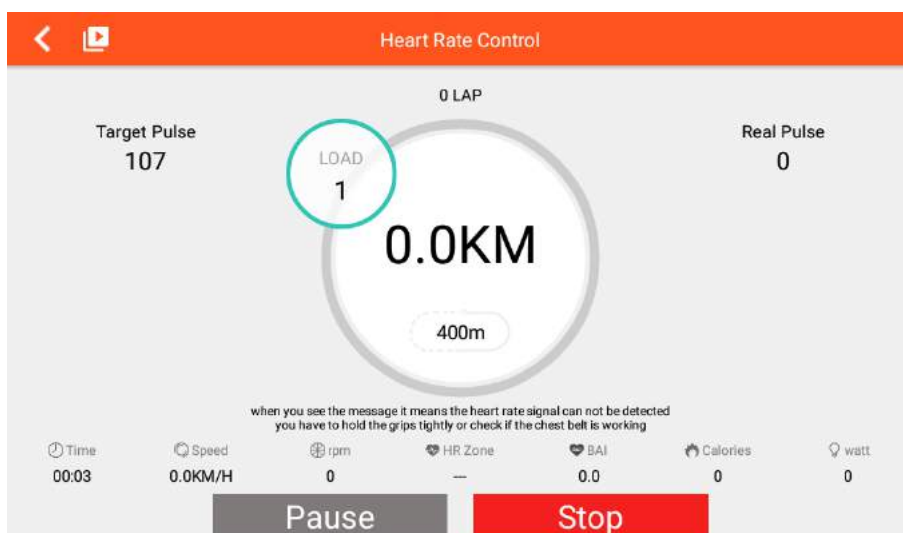 Heart Rate Control
0 LAP
Target Pulse
107
LOAD
1
Real Pulse
0
0.0KM
400m
when you see the message it means the heart rate signal can not be detected
you have to hold the grips tightly or check if the chest belt is working
Time Speed rpm HR Zone BAI Calories watt
00:03 0.0KM/H 0 --- 0.0 0 0
Pause Stop